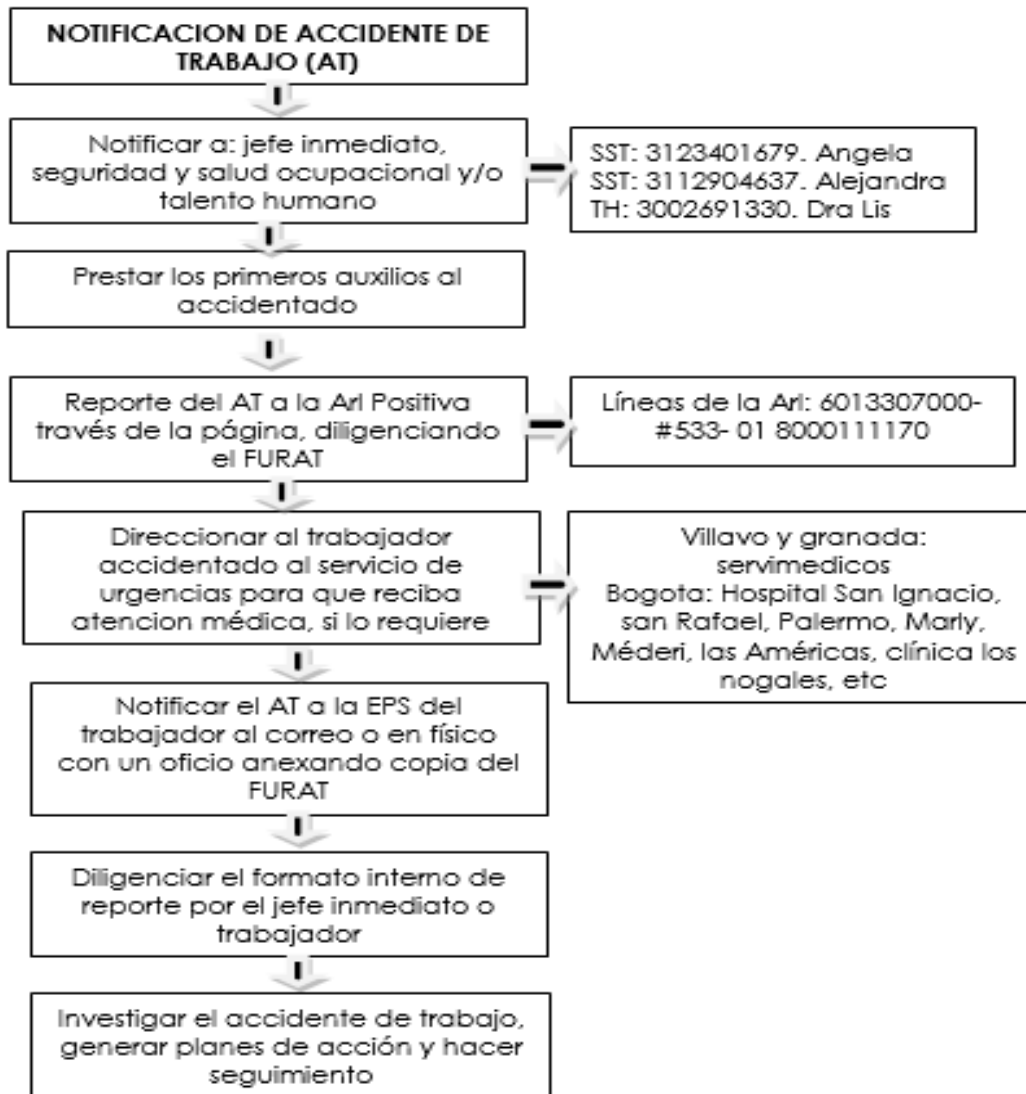 NOTIFICACION DE ACCIDENTE DE
TRABAJO (AT)
Notificar a: jefe inmediato,
seguridad y salud ocupacional y/o
talento humano
SST: 3123401679. Angela
SST: 3112904637. Alejandra
TH: 3002691330. Dra Lis
Prestar los primeros auxilios al
accidentado
Reporte del AT a la Arl Positiva
través de la página, diligenciando
el FURAT
Líneas de la Arl: 6013307000-
#533- 01 8000111170
Direccionar al trabajador
accidentado al servicio de
urgencias para que reciba
atencion médica, si lo requiere
Villavo y granada:
servimedicos
Bogota: Hospital San Ignacio,
san Rafael, Palermo, Marly,
Méderi, las Américas, clínica los
nogales, etc
Notificar el AT a la EPS del
trabajador al correo o en físico
con un oficio anexando copia del
FURAT
Diligenciar el formato interno de
reporte por el jefe inmediato o
trabajador
Investigar el accidente de trabajo,
generar planes de acción y hacer
seguimiento